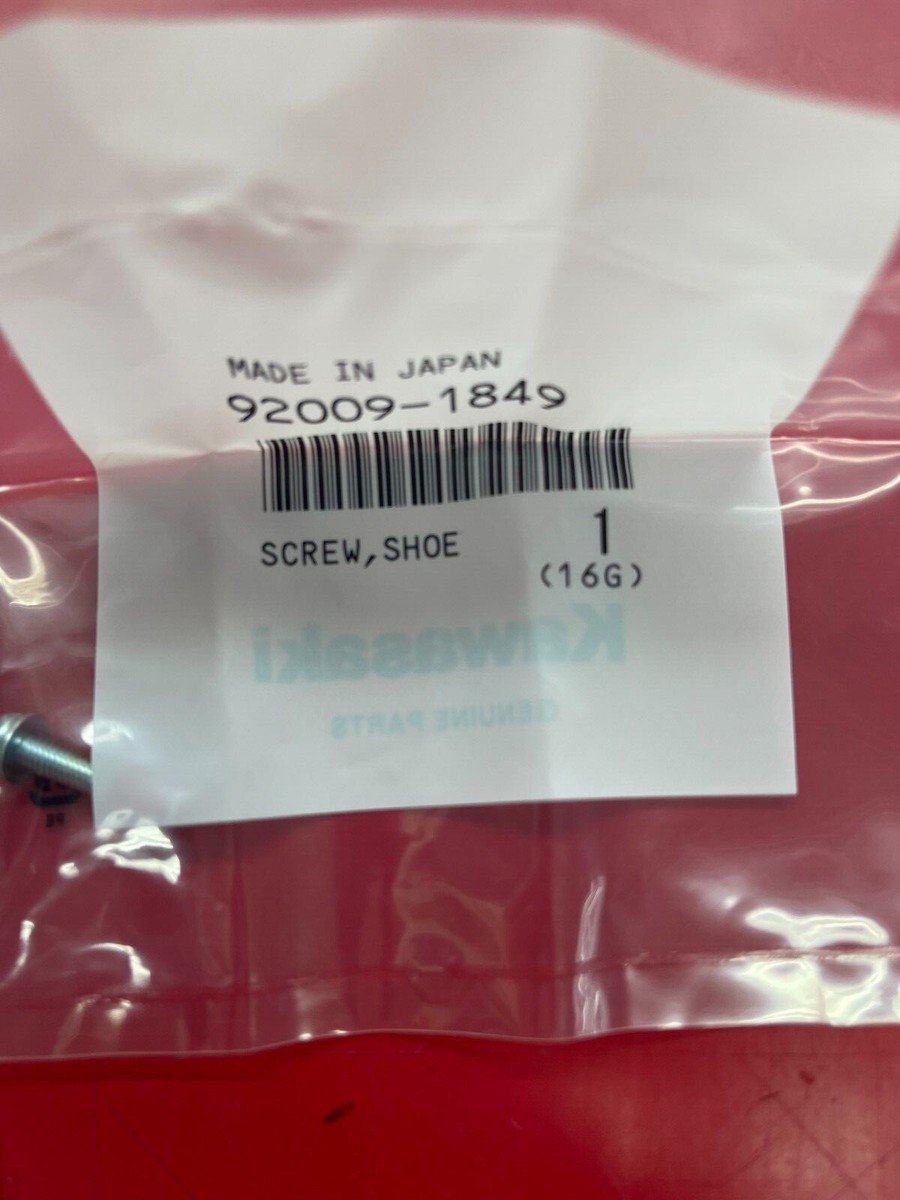 MADE IN JAPAN
92009-1849
SCREW,SHOE 1
(16G)
Kawasaki
GENUINE PARTS